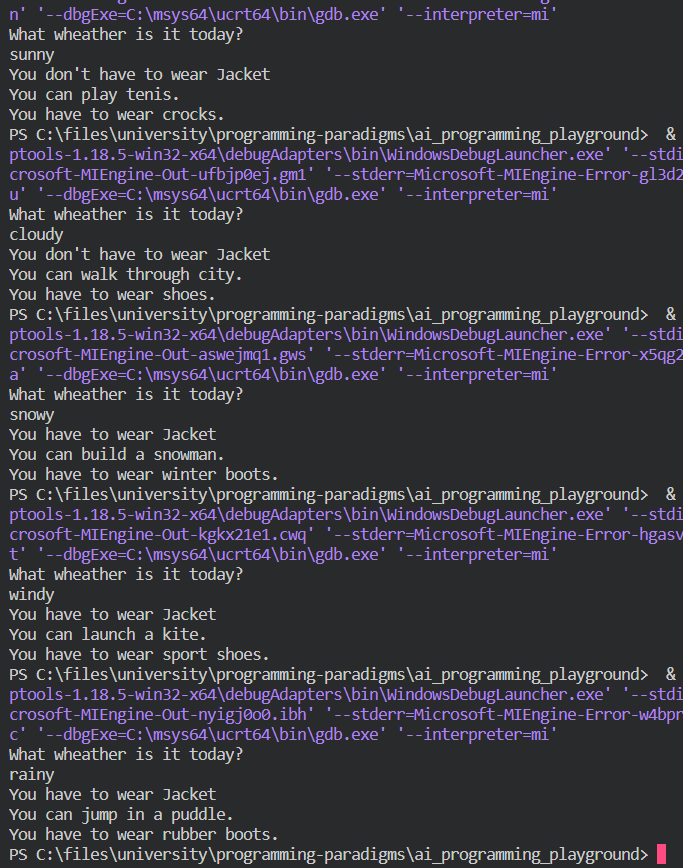 n' '--dbgExe=C:\msys64\ucrt64\bin\gdb.exe' '--interpreter=mi'
What wheather is it today?
sunny
You don't have to wear Jacket
You can play tenis.
You have to wear crocks.
PS C:\files\university\programming-paradigms\ai_programming_playground>  &
ptools-1.18.5-win32-x64\debugAdapters\bin\WindowsDebugLauncher.exe' '--stdi
crosoft-MIEngine-Out-ufbjp0ej.gm1' '--stderr=Microsoft-MIEngine-Error-gl3d2
u' '--dbgExe=C:\msys64\ucrt64\bin\gdb.exe' '--interpreter=mi'
What wheather is it today?
cloudy
You don't have to wear Jacket
You can walk through city.
You have to wear shoes.
PS C:\files\university\programming-paradigms\ai_programming_playground>  &
ptools-1.18.5-win32-x64\debugAdapters\bin\WindowsDebugLauncher.exe' '--stdi
crosoft-MIEngine-Out-aswejmq1.gws' '--stderr=Microsoft-MIEngine-Error-x5qg2
a' '--dbgExe=C:\msys64\ucrt64\bin\gdb.exe' '--interpreter=mi'
What wheather is it today?
snowy
You have to wear Jacket
You can build a snowman.
You have to wear winter boots.
PS C:\files\university\programming-paradigms\ai_programming_playground>  &
ptools-1.18.5-win32-x64\debugAdapters\bin\WindowsDebugLauncher.exe' '--stdi
crosoft-MIEngine-Out-kgkx21e1.cwq' '--stderr=Microsoft-MIEngine-Error-hgasv
t' '--dbgExe=C:\msys64\ucrt64\bin\gdb.exe' '--interpreter=mi'
What wheather is it today?
windy
You have to wear Jacket
You can launch a kite.
You have to wear sport shoes.
PS C:\files\university\programming-paradigms\ai_programming_playground>  &
ptools-1.18.5-win32-x64\debugAdapters\bin\WindowsDebugLauncher.exe' '--stdi
crosoft-MIEngine-Out-nyigj0o0.ibh' '--stderr=Microsoft-MIEngine-Error-w4bpr
c' '--dbgExe=C:\msys64\ucrt64\bin\gdb.exe' '--interpreter=mi'
What wheather is it today?
rainy
You have to wear Jacket
You can jump in a puddle.
You have to wear rubber boots.
PS C:\files\university\programming-paradigms\ai_programming_playground>